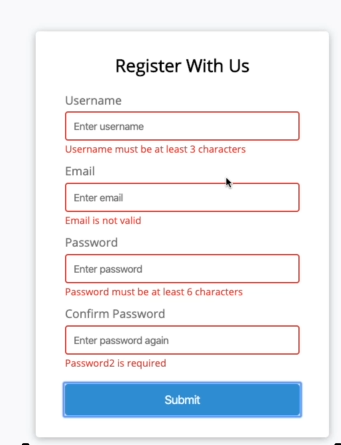 Register With Us
Username
Enter username
Username must be at least 3 characters
Email
Enter email
Email is not valid
Password
Enter password
Password must be at least 6 characters
Confirm Password
Enter password again
Password2 is required
Submit